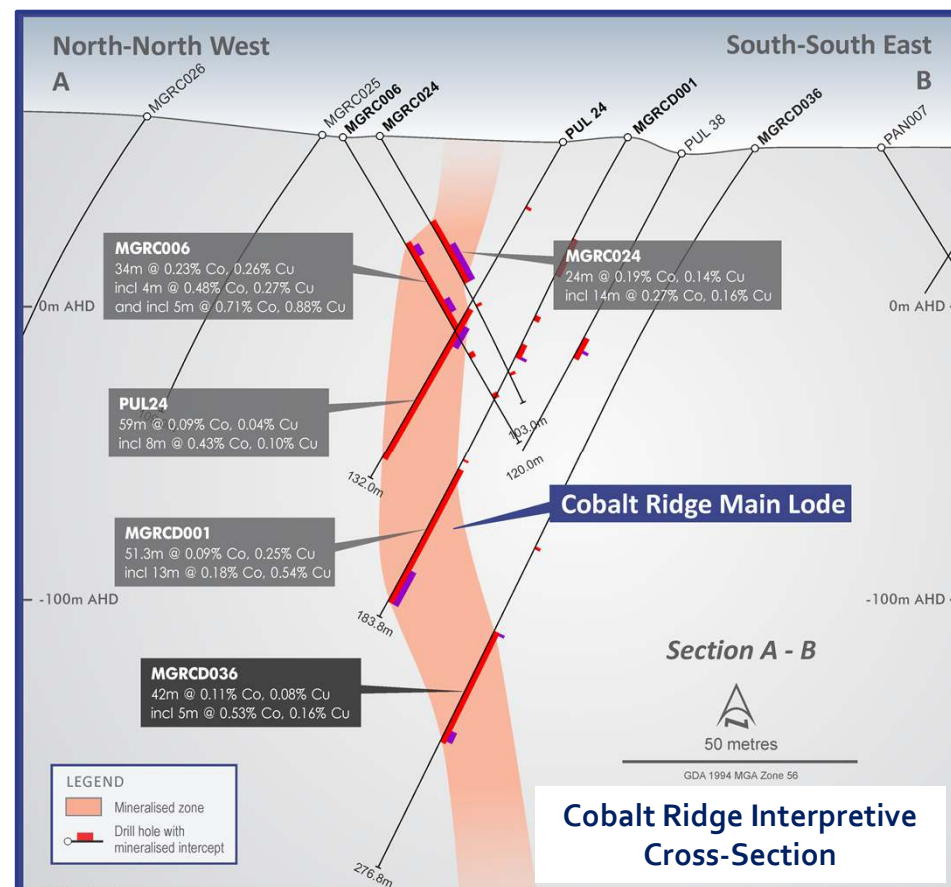 North-North West
A
South-South East
B
MGRC026
MGRC025
MGRC006
MGRC024
PUL 24
MGRCD001
PUL 38
MGRCD036
PAN007
MGRC006
34m @ 0.23% Co, 0.26% Cu
incl 4m @ 0.48% Co, 0.27% Cu
and incl 5m @ 0.71% Co, 0.88% Cu
MGRC024
24m @ 0.19% Co, 0.14% Cu
incl 14m @ 0.27% Co, 0.16% Cu
0m AHD
0m AHD
PUL24
59m @ 0.09% Co, 0.04% Cu
incl 8m @ 0.43% Co, 0.10% Cu
103.0m
120.0m
132.0m
Cobalt Ridge Main Lode
MGRCD001
51.3m @ 0.09% Co, 0.25% Cu
incl 13m @ 0.18% Co, 0.54% Cu
-100m AHD
-100m AHD
183.8m
MGRCD036
42m @ 0.11% Co, 0.08% Cu
incl 5m @ 0.53% Co, 0.16% Cu
Section A - B
N
50 metres
GDA 1994 MGA Zone 56
LEGEND
Mineralised zone
Drill hole with
mineralised intercept
276.8m
Cobalt Ridge Interpretive
Cross-Section